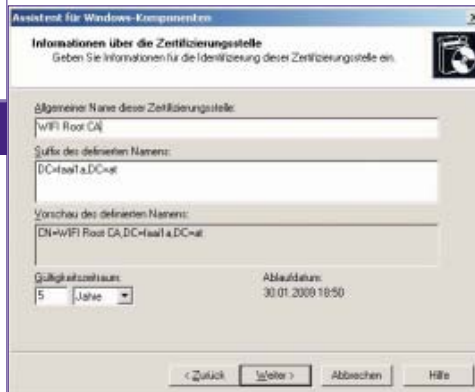 Assistent für Windows-Komponenten
Informationen über die Zertifizierungsstelle
Geben Sie Informationen für die Identifizierung dieser Zertifizierungsstelle ein.
Allgemeiner Name dieser Zertifizierungsstelle:
WIFI Root CA
Suffix des definierten Namens:
DC=faai1a,DC=at
Vorschau des definierten Namens:
CN=WIFI Root CA,DC=faai1a,DC=at
Gültigkeitszeitraum:
Ablaufdatum:
5 Jahre
30.01.2009 18:50
< Zurück Weiter > Abbrechen Hilfe